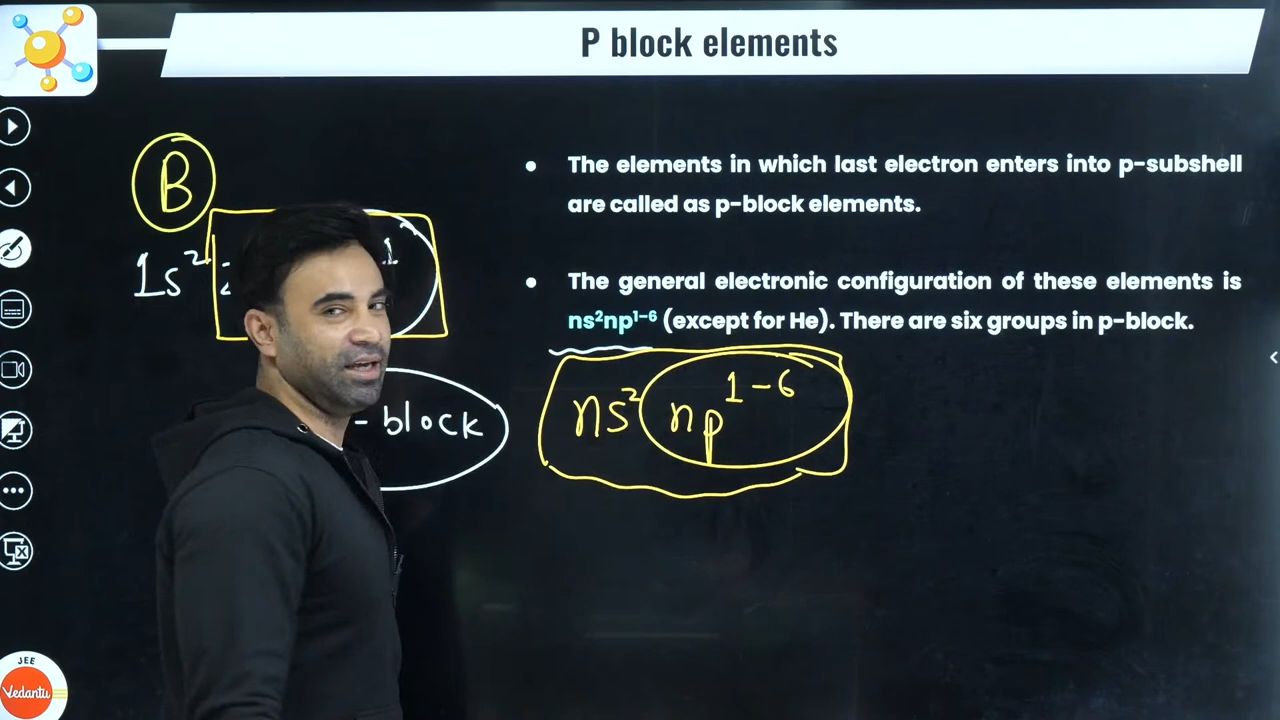 P block elements
B
1s² 2 1
- block
● The elements in which last electron enters into p-subshell
are called as p-block elements.
● The general electronic configuration of these elements is
ns²np¹⁻⁶ (except for He). There are six groups in p-block.
ns² np¹⁻⁶
JEE
Vedantu